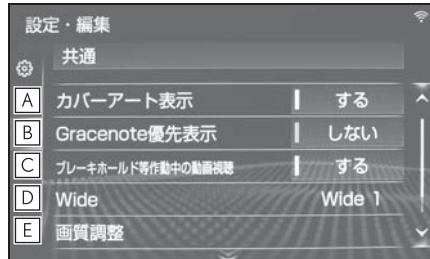 設定・編集
共通
A カバーアート表示 する
B Gracenote優先表示 しない
C ブレーキホールド等作動中の動画視聴 する
D Wide Wide 1
E 画質調整